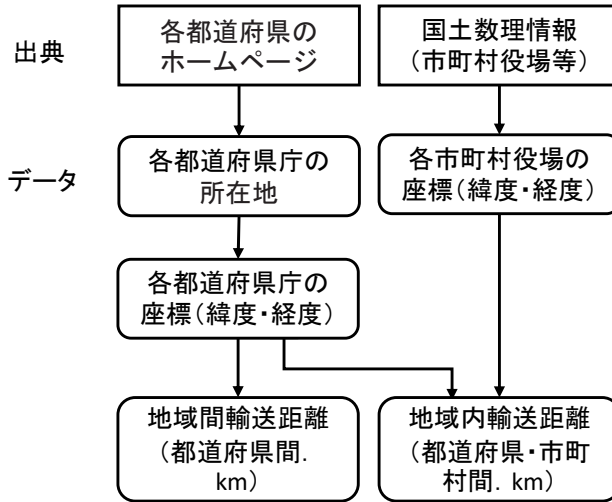 出典
各都道府県の
ホームページ
国土数理情報
（市町村役場等）
データ
各都道府県庁の
所在地
各市町村役場の
座標（緯度・経度）
各都道府県庁の
座標（緯度・経度）
地域間輸送距離
（都道府県間．
km）
地域内輸送距離
（都道府県・市町
村間．km）